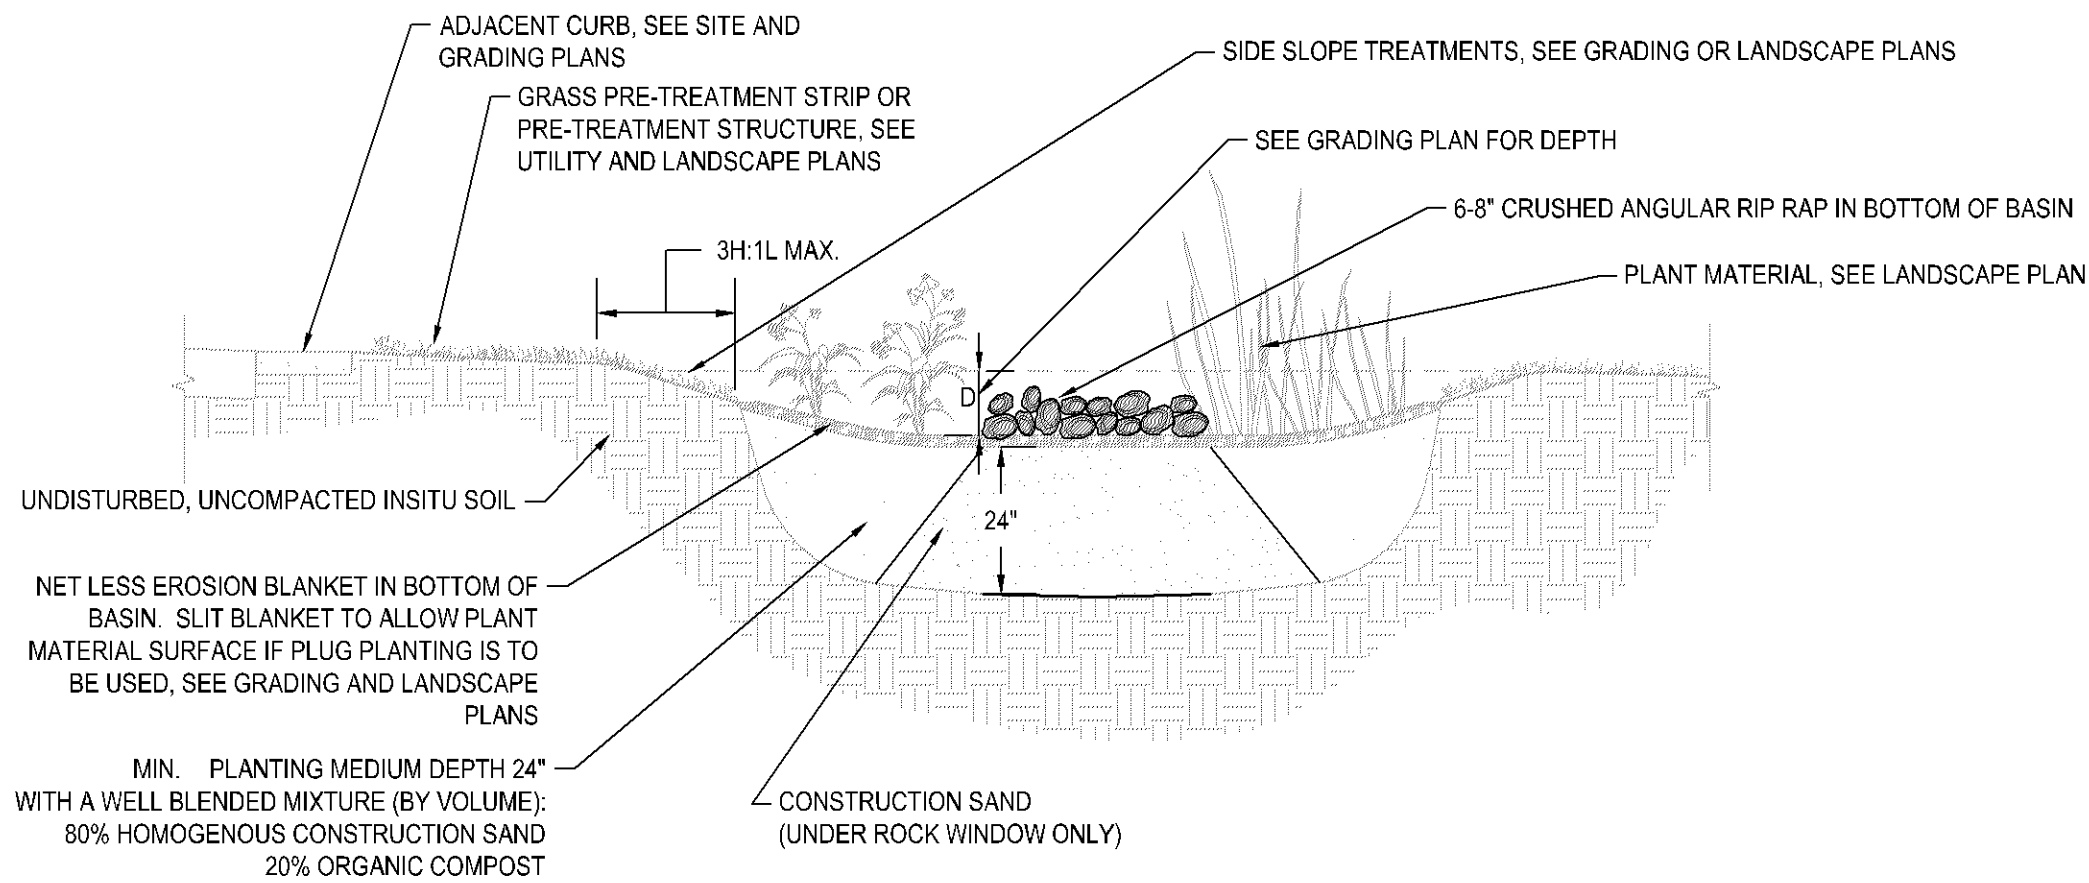 ADJACENT CURB, SEE SITE AND
GRADING PLANS
GRASS PRE-TREATMENT STRIP OR
PRE-TREATMENT STRUCTURE, SEE
UTILITY AND LANDSCAPE PLANS
SIDE SLOPE TREATMENTS, SEE GRADING OR LANDSCAPE PLANS
SEE GRADING PLAN FOR DEPTH
6-8" CRUSHED ANGULAR RIP RAP IN BOTTOM OF BASIN
3H:1L MAX.
PLANT MATERIAL, SEE LANDSCAPE PLAN
D
24"
UNDISTURBED, UNCOMPACTED INSITU SOIL
NET LESS EROSION BLANKET IN BOTTOM OF
BASIN. SLIT BLANKET TO ALLOW PLANT
MATERIAL SURFACE IF PLUG PLANTING IS TO
BE USED, SEE GRADING AND LANDSCAPE
PLANS
MIN. PLANTING MEDIUM DEPTH 24"
WITH A WELL BLENDED MIXTURE (BY VOLUME):
80% HOMOGENOUS CONSTRUCTION SAND
20% ORGANIC COMPOST
CONSTRUCTION SAND
(UNDER ROCK WINDOW ONLY)